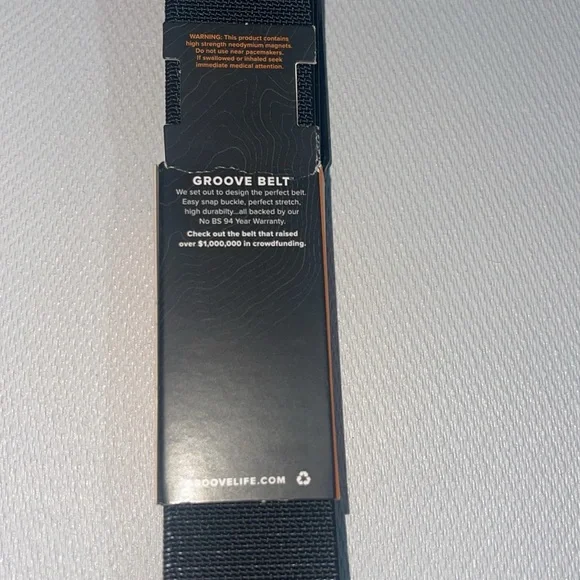 WARNING: This product contains
high strength neodymium magnets.
Do not use near pacemakers.
If swallowed or inhaled seek
immediate medical attention.
GROOVE BELT
We set out to design the perfect belt.
Easy snap buckle, perfect stretch,
high durabilty...all backed by our
No BS 94 Year Warranty.
Check out the belt that raised
over $1,000,000 in crowdfunding.
GROOVELIFE.COM